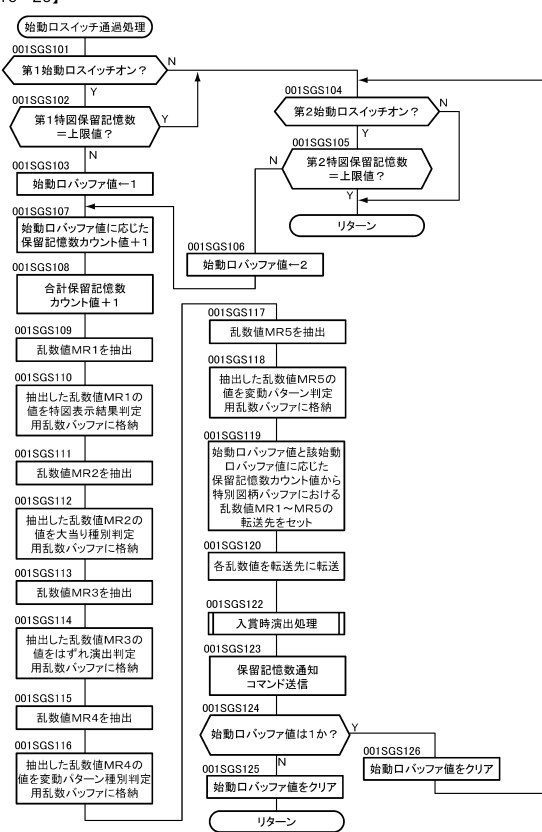 始動口スイッチ通過処理
001SGS101
第1始動口スイッチオン？
N
Y
001SGS102
第1特図保留記憶数
＝上限値？
Y
N
001SGS103
始動口バッファ値←1
001SGS104
第2始動口スイッチオン？
N
Y
001SGS105
第2特図保留記憶数
＝上限値？
N
Y
リターン
001SGS106
始動口バッファ値←2
001SGS107
始動口バッファ値に応じた
保留記憶数カウント値＋1
001SGS108
合計保留記憶数
カウント値＋1
001SGS109
乱数値MR1を抽出
001SGS110
抽出した乱数値MR1の
値を特図表示結果判定
用乱数バッファに格納
001SGS111
乱数値MR2を抽出
001SGS112
抽出した乱数値MR2の
値を大当り種別判定
用乱数バッファに格納
001SGS113
乱数値MR3を抽出
001SGS114
抽出した乱数値MR3の
値をはずれ演出判定
用乱数バッファに格納
001SGS115
乱数値MR4を抽出
001SGS116
抽出した乱数値MR4の
値を変動パターン種別判定
用乱数バッファに格納
001SGS117
乱数値MR5を抽出
001SGS118
抽出した乱数値MR5の
値を変動パターン判定
用乱数バッファに格納
001SGS119
始動口バッファ値と該始動
口バッファ値に応じた
保留記憶数カウント値から
特別図柄バッファにおける
乱数値MR1～MR5の
転送先をセット
001SGS120
各乱数値を転送先に転送
001SGS122
入賞時演出処理
001SGS123
保留記憶数通知
コマンド送信
001SGS124
始動口バッファ値は1か？
Y
N
001SGS125
始動口バッファ値をクリア
001SGS126
始動口バッファ値をクリア
リターン